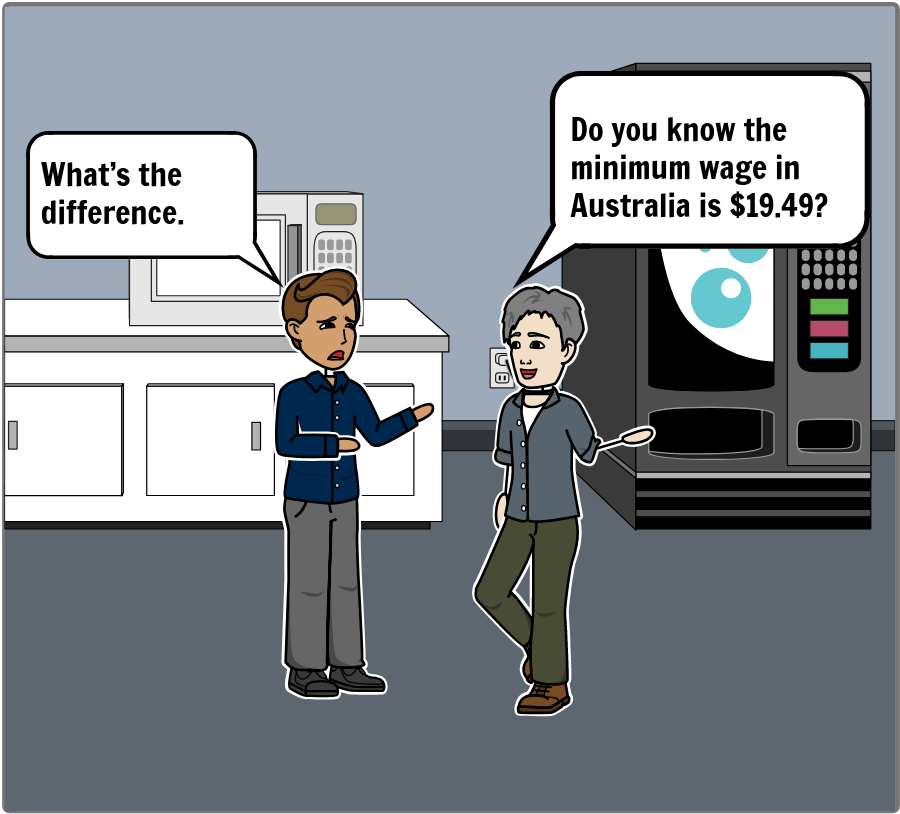 What's the
difference.
Do you know the
minimum wage in
Australia is $19.49?